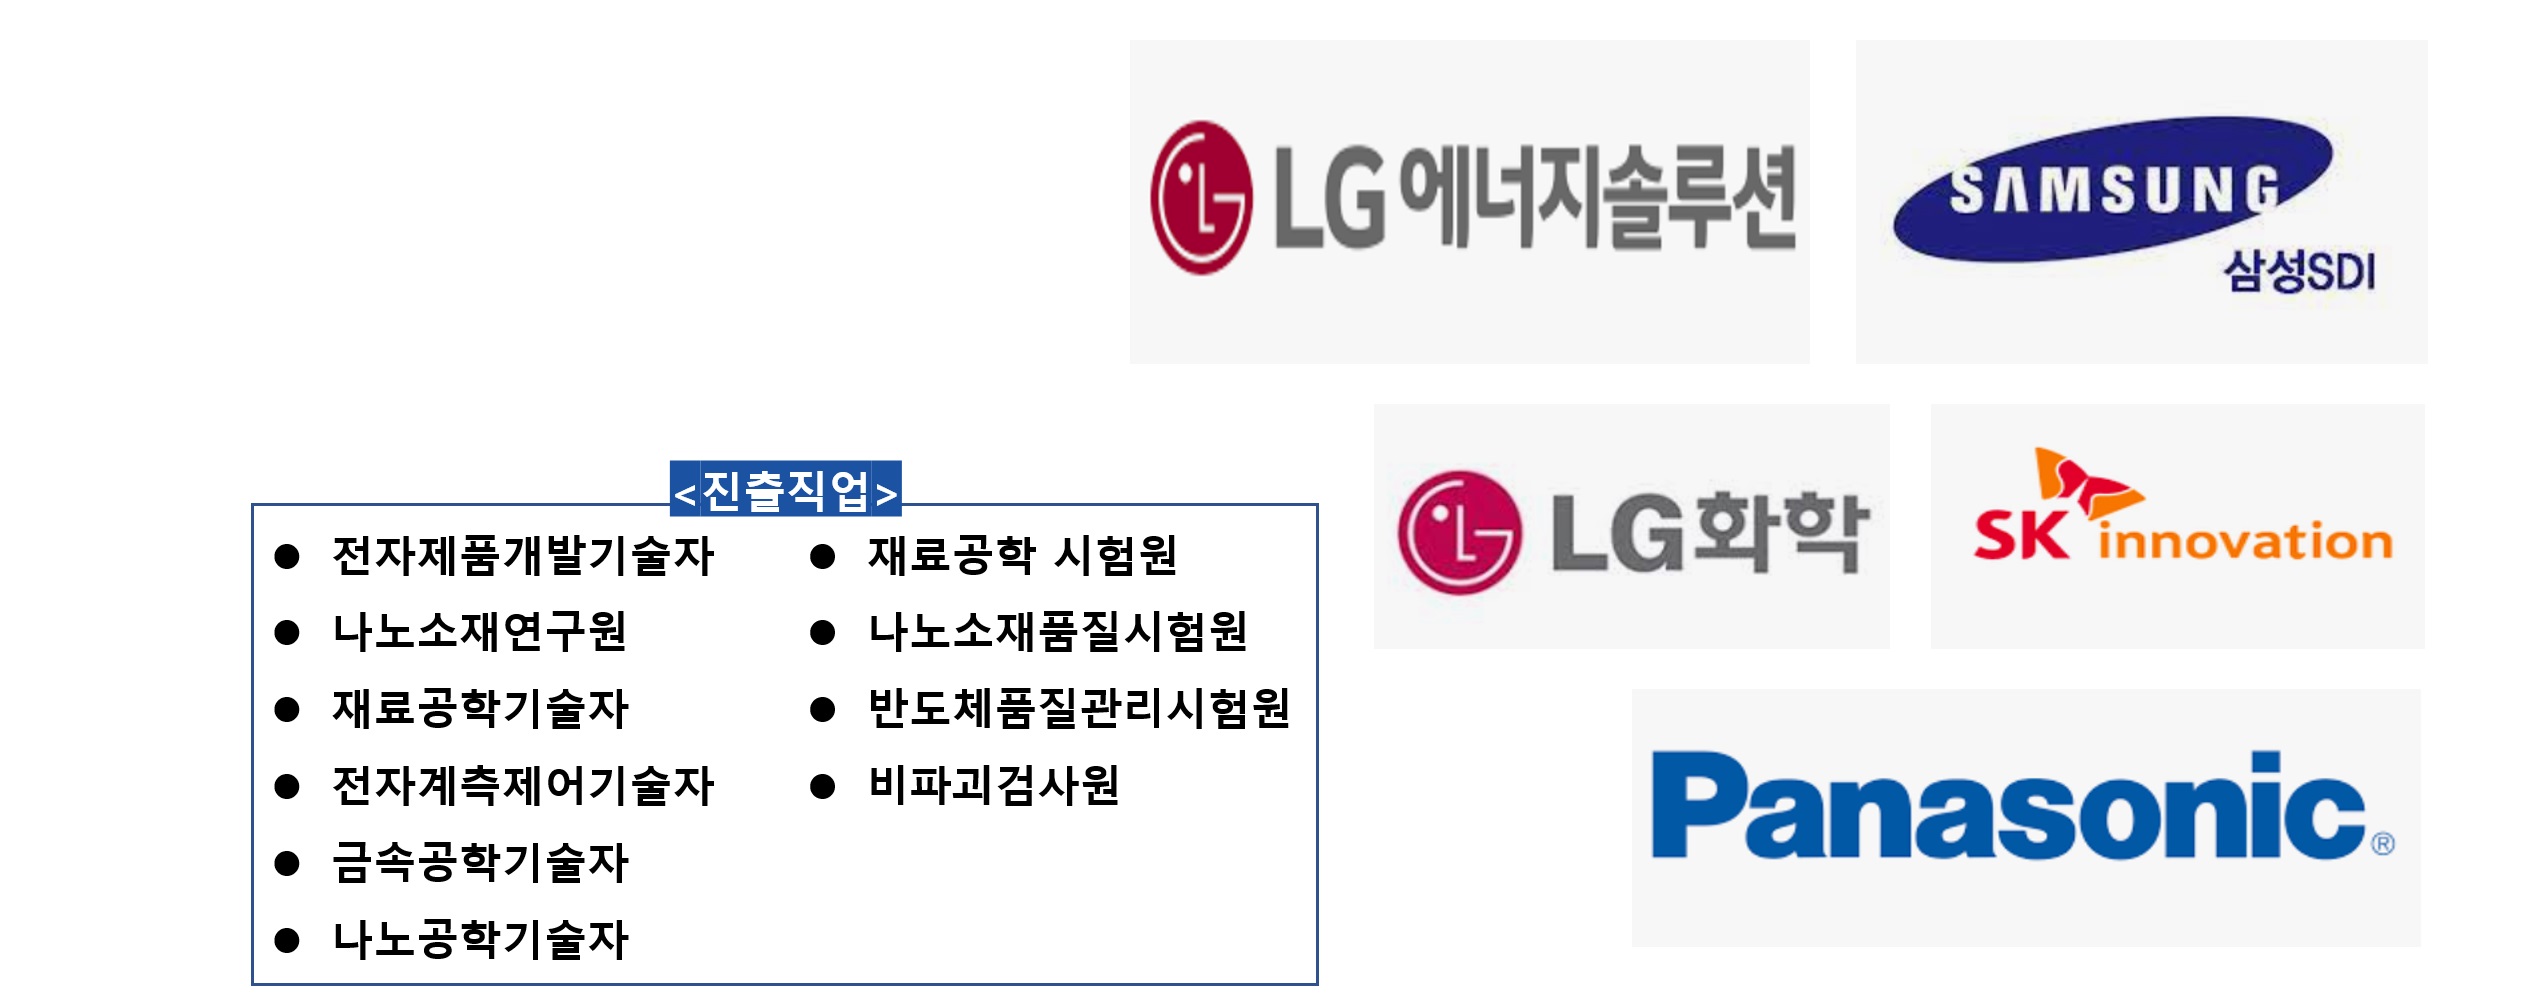 LG 에너지솔루션
SAMSUNG
삼성SDI
LG화학
SK innovation
Panasonic®
<진출직업>
● 전자제품개발기술자
● 나노소재연구원
● 재료공학기술자
● 전자계측제어기술자
● 금속공학기술자
● 나노공학기술자
● 재료공학 시험원
● 나노소재품질시험원
● 반도체품질관리시험원
● 비파괴검사원